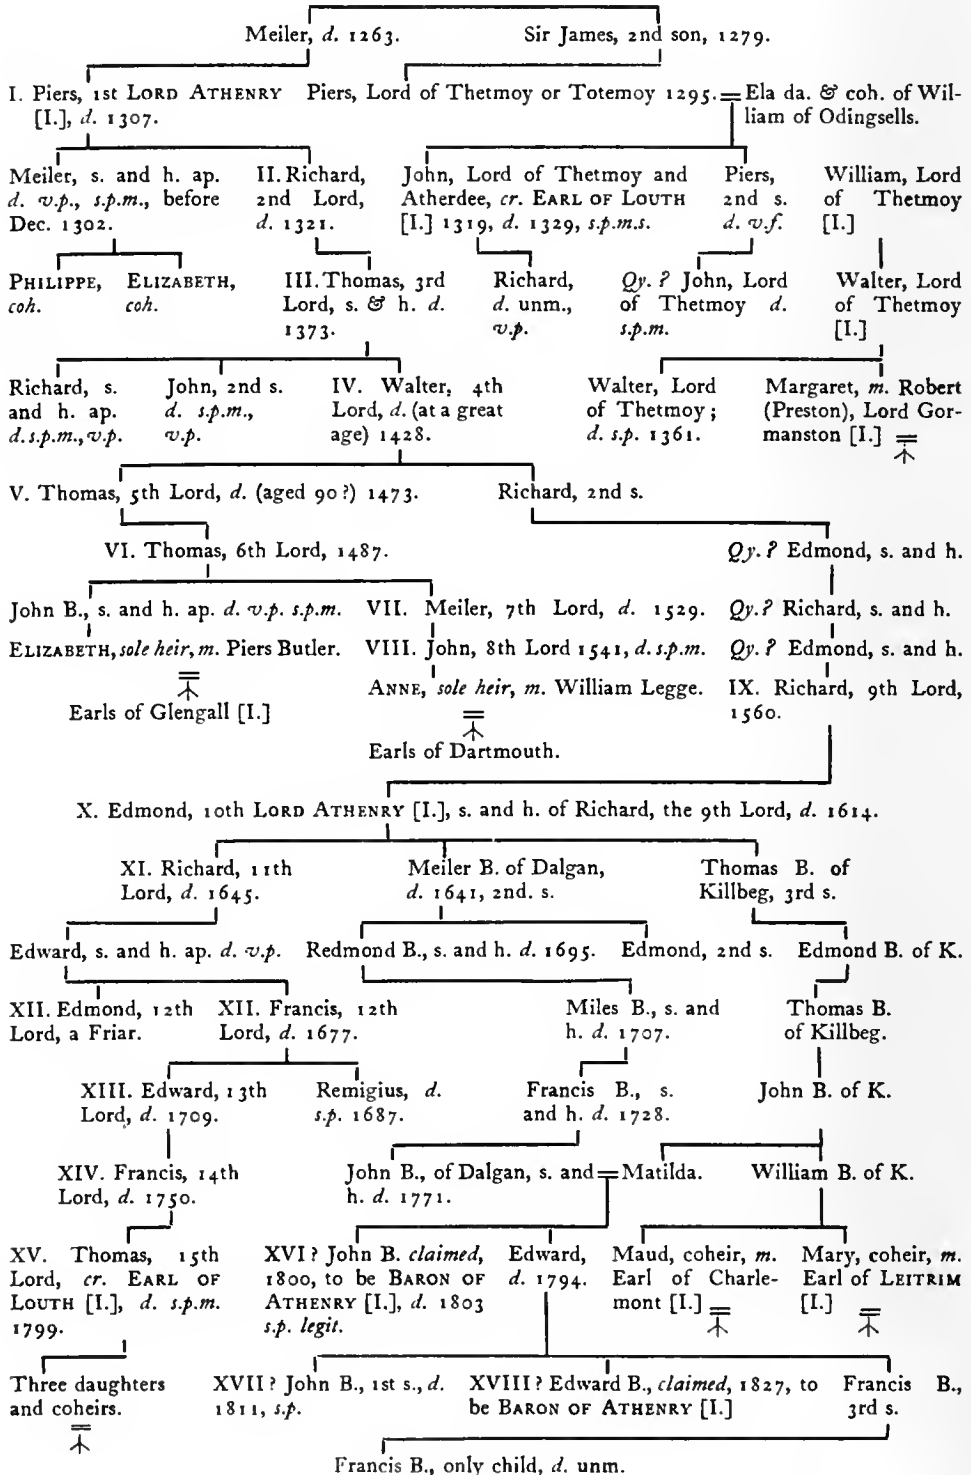 Meiler, d. 1263. Sir James, 2nd son, 1279.
I. Piers, 1st LORD ATHENRY
[I.], d. 1307.
Piers, Lord of Thetmoy or Totemoy 1295. = Ela da. & coh. of Wil-
liam of Odingsells.
Meiler, s. and h. ap.
d. v.p., s.p.m., before
Dec. 1302.
II. Richard,
2nd Lord,
d. 1321.
John, Lord of Thetmoy and
Atherdee, cr. EARL OF LOUTH
[I.] 1319, d. 1329, s.p.m.s.
Piers,
2nd s.
d. v.f.
William, Lord
of Thetmoy
[I.]
PHILIPPE,
coh.
ELIZABETH,
coh.
III. Thomas, 3rd
Lord, s. & h. d.
1373.
Richard,
d. unm.,
v.p.
Qy. ? John, Lord
of Thetmoy d.
s.p.m.
Walter, Lord
of Thetmoy
[I.]
Richard, s.
and h. ap.
d.s.p.m., v.p.
John, 2nd s.
d. s.p.m.,
v.p.
IV. Walter, 4th
Lord, d. (at a great
age) 1428.
Walter, Lord
of Thetmoy;
d. s.p. 1361.
Margaret, m. Robert
(Preston), Lord Gor-
manston [I.] =
V. Thomas, 5th Lord, d. (aged 90?) 1473.
Richard, 2nd s.
VI. Thomas, 6th Lord, 1487.
Qy. ? Edmond, s. and h.
John B., s. and h. ap. d. v.p. s.p.m.
VII. Meiler, 7th Lord, d. 1529.
Qy. ? Richard, s. and h.
ELIZABETH, sole heir, m. Piers Butler.
=
VIII. John, 8th Lord 1541, d. s.p.m.
Qy. ? Edmond, s. and h.
Earls of Glengall [I.]
ANNE, sole heir, m. William Legge.
=
IX. Richard, 9th Lord,
1560.
Earls of Dartmouth.
X. Edmond, 10th LORD ATHENRY [I.], s. and h. of Richard, the 9th Lord, d. 1614.
XI. Richard, 11th
Lord, d. 1645.
Meiler B. of Dalgan,
d. 1641, 2nd. s.
Thomas B. of
Killbeg, 3rd s.
Edward, s. and h. ap. d. v.p.
Redmond B., s. and h. d. 1695.
Edmond, 2nd s.
Edmond B. of K.
XII. Edmond, 12th
Lord, a Friar.
XII. Francis, 12th
Lord, d. 1677.
Miles B., s. and
h. d. 1707.
Thomas B.
of Killbeg.
XIII. Edward, 13th
Lord, d. 1709.
Remigius, d.
s.p. 1687.
Francis B., s.
and h. d. 1728.
John B. of K.
XIV. Francis, 14th
Lord, d. 1750.
John B., of Dalgan, s. and = Matilda.
h. d. 1771.
William B. of K.
XV. Thomas, 15th
Lord, cr. EARL OF
LOUTH [I.], d. s.p.m.
1799.
XVI ? John B. claimed,
1800, to be BARON OF
ATHENRY [I.], d. 1803
s.p. legit.
Edward,
d. 1794.
Maud, coheir, m.
Earl of Charle-
mont [I.] =
Mary, coheir, m.
Earl of LEITRIM
[I.] =
Three daughters
and coheirs.
=
XVII ? John B., 1st s., d.
1811, s.p.
XVIII ? Edward B., claimed, 1827, to
be BARON OF ATHENRY [I.]
Francis B.,
3rd s.
Francis B., only child, d. unm.